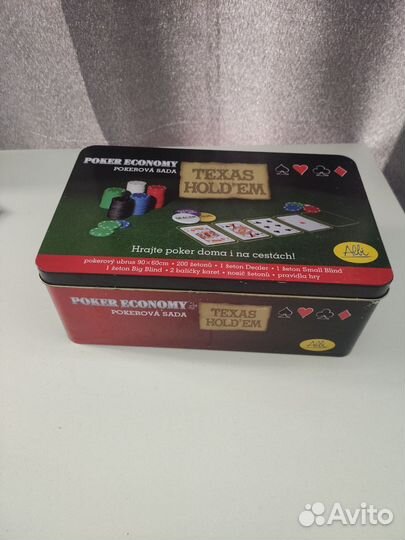 POKER ECONOMY
POKEROVÁ SADA
TEXAS
HOLD'EM
Hrajte poker doma i na cestách!
pokerový ubrus 90×60cm • 200 žetonů • 1 žeton Dealer • 1 žeton Small Blind
1 žeton Big Blind • 2 balíčky karet • nosič žetonů • pravidla hry
Albi
POKER ECONOMY
POKEROVÁ SADA
TEXAS
HOLD'EM
Albi
Avito